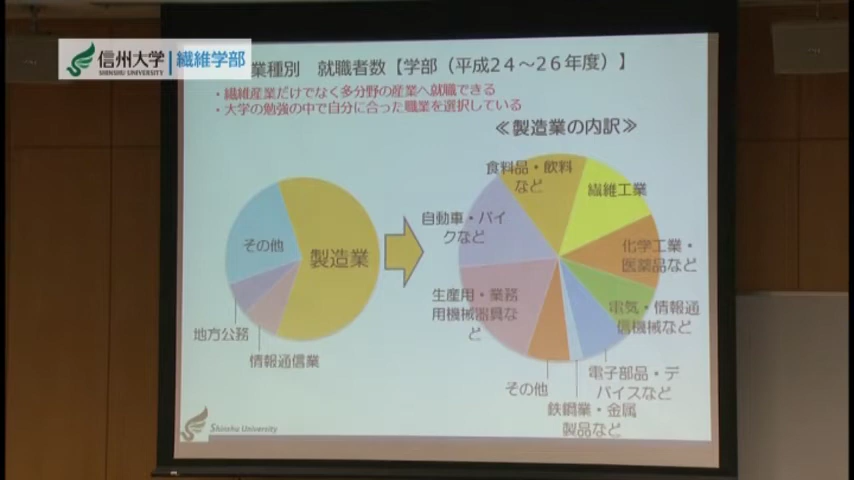 信州大学 繊維学部
SHINSHU UNIVERSITY
業種別 就職者数【学部（平成２４～２６年度）】
・繊維産業だけでなく多分野の産業へ就職できる
・大学の勉強の中で自分に合った職業を選択している
≪製造業の内訳≫
その他
製造業
地方公務
情報通信業
食料品・飲料
など
繊維工業
化学工業・
医薬品など
電気・情報通
信機械など
電子部品・デ
バイスなど
鉄鋼業・金属
製品など
その他
生産用・業務
用機械器具な
ど
自動車・バイ
クなど
Shinshu University